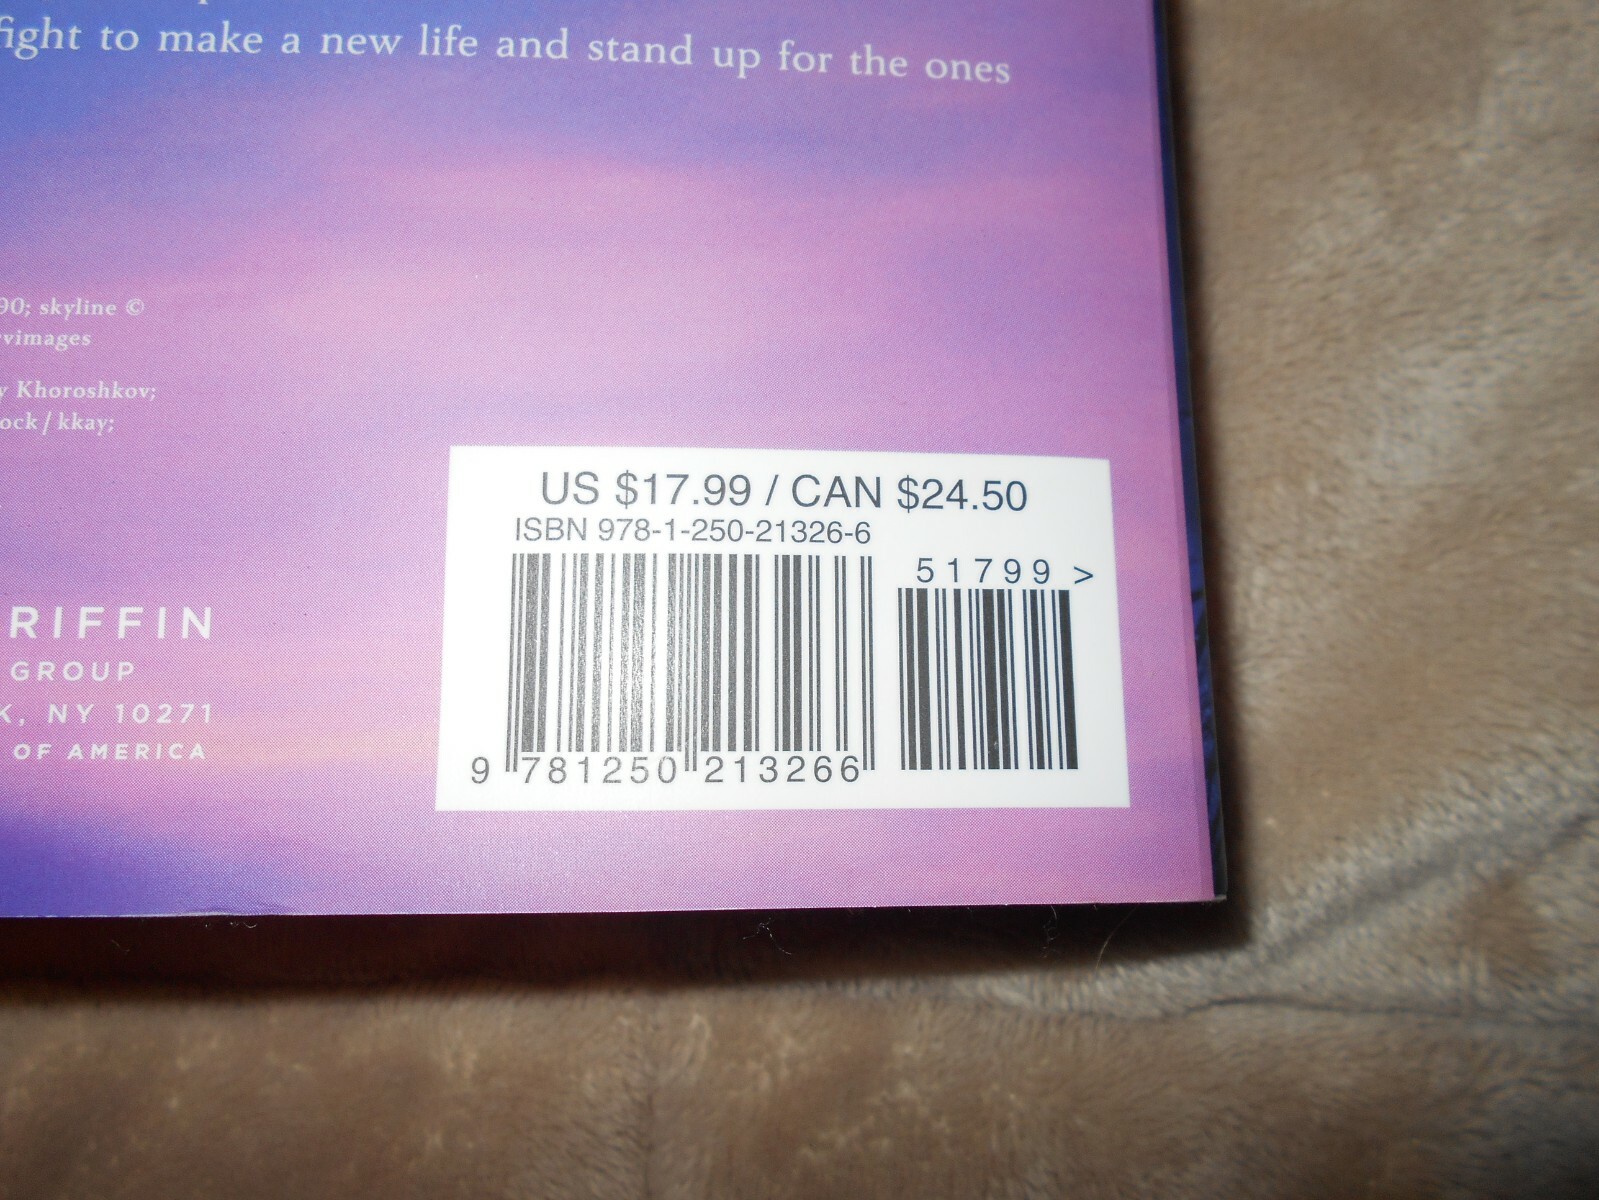 fight to make a new life and stand up for the ones
90; skyline ©
Khoroshkov;
kkay;
US $17.99 / CAN $24.50
ISBN 978-1-250-21326-6
51799 >
RIFFIN
GROUP
K, NY 10271
OF AMERICA
9 781250 213266